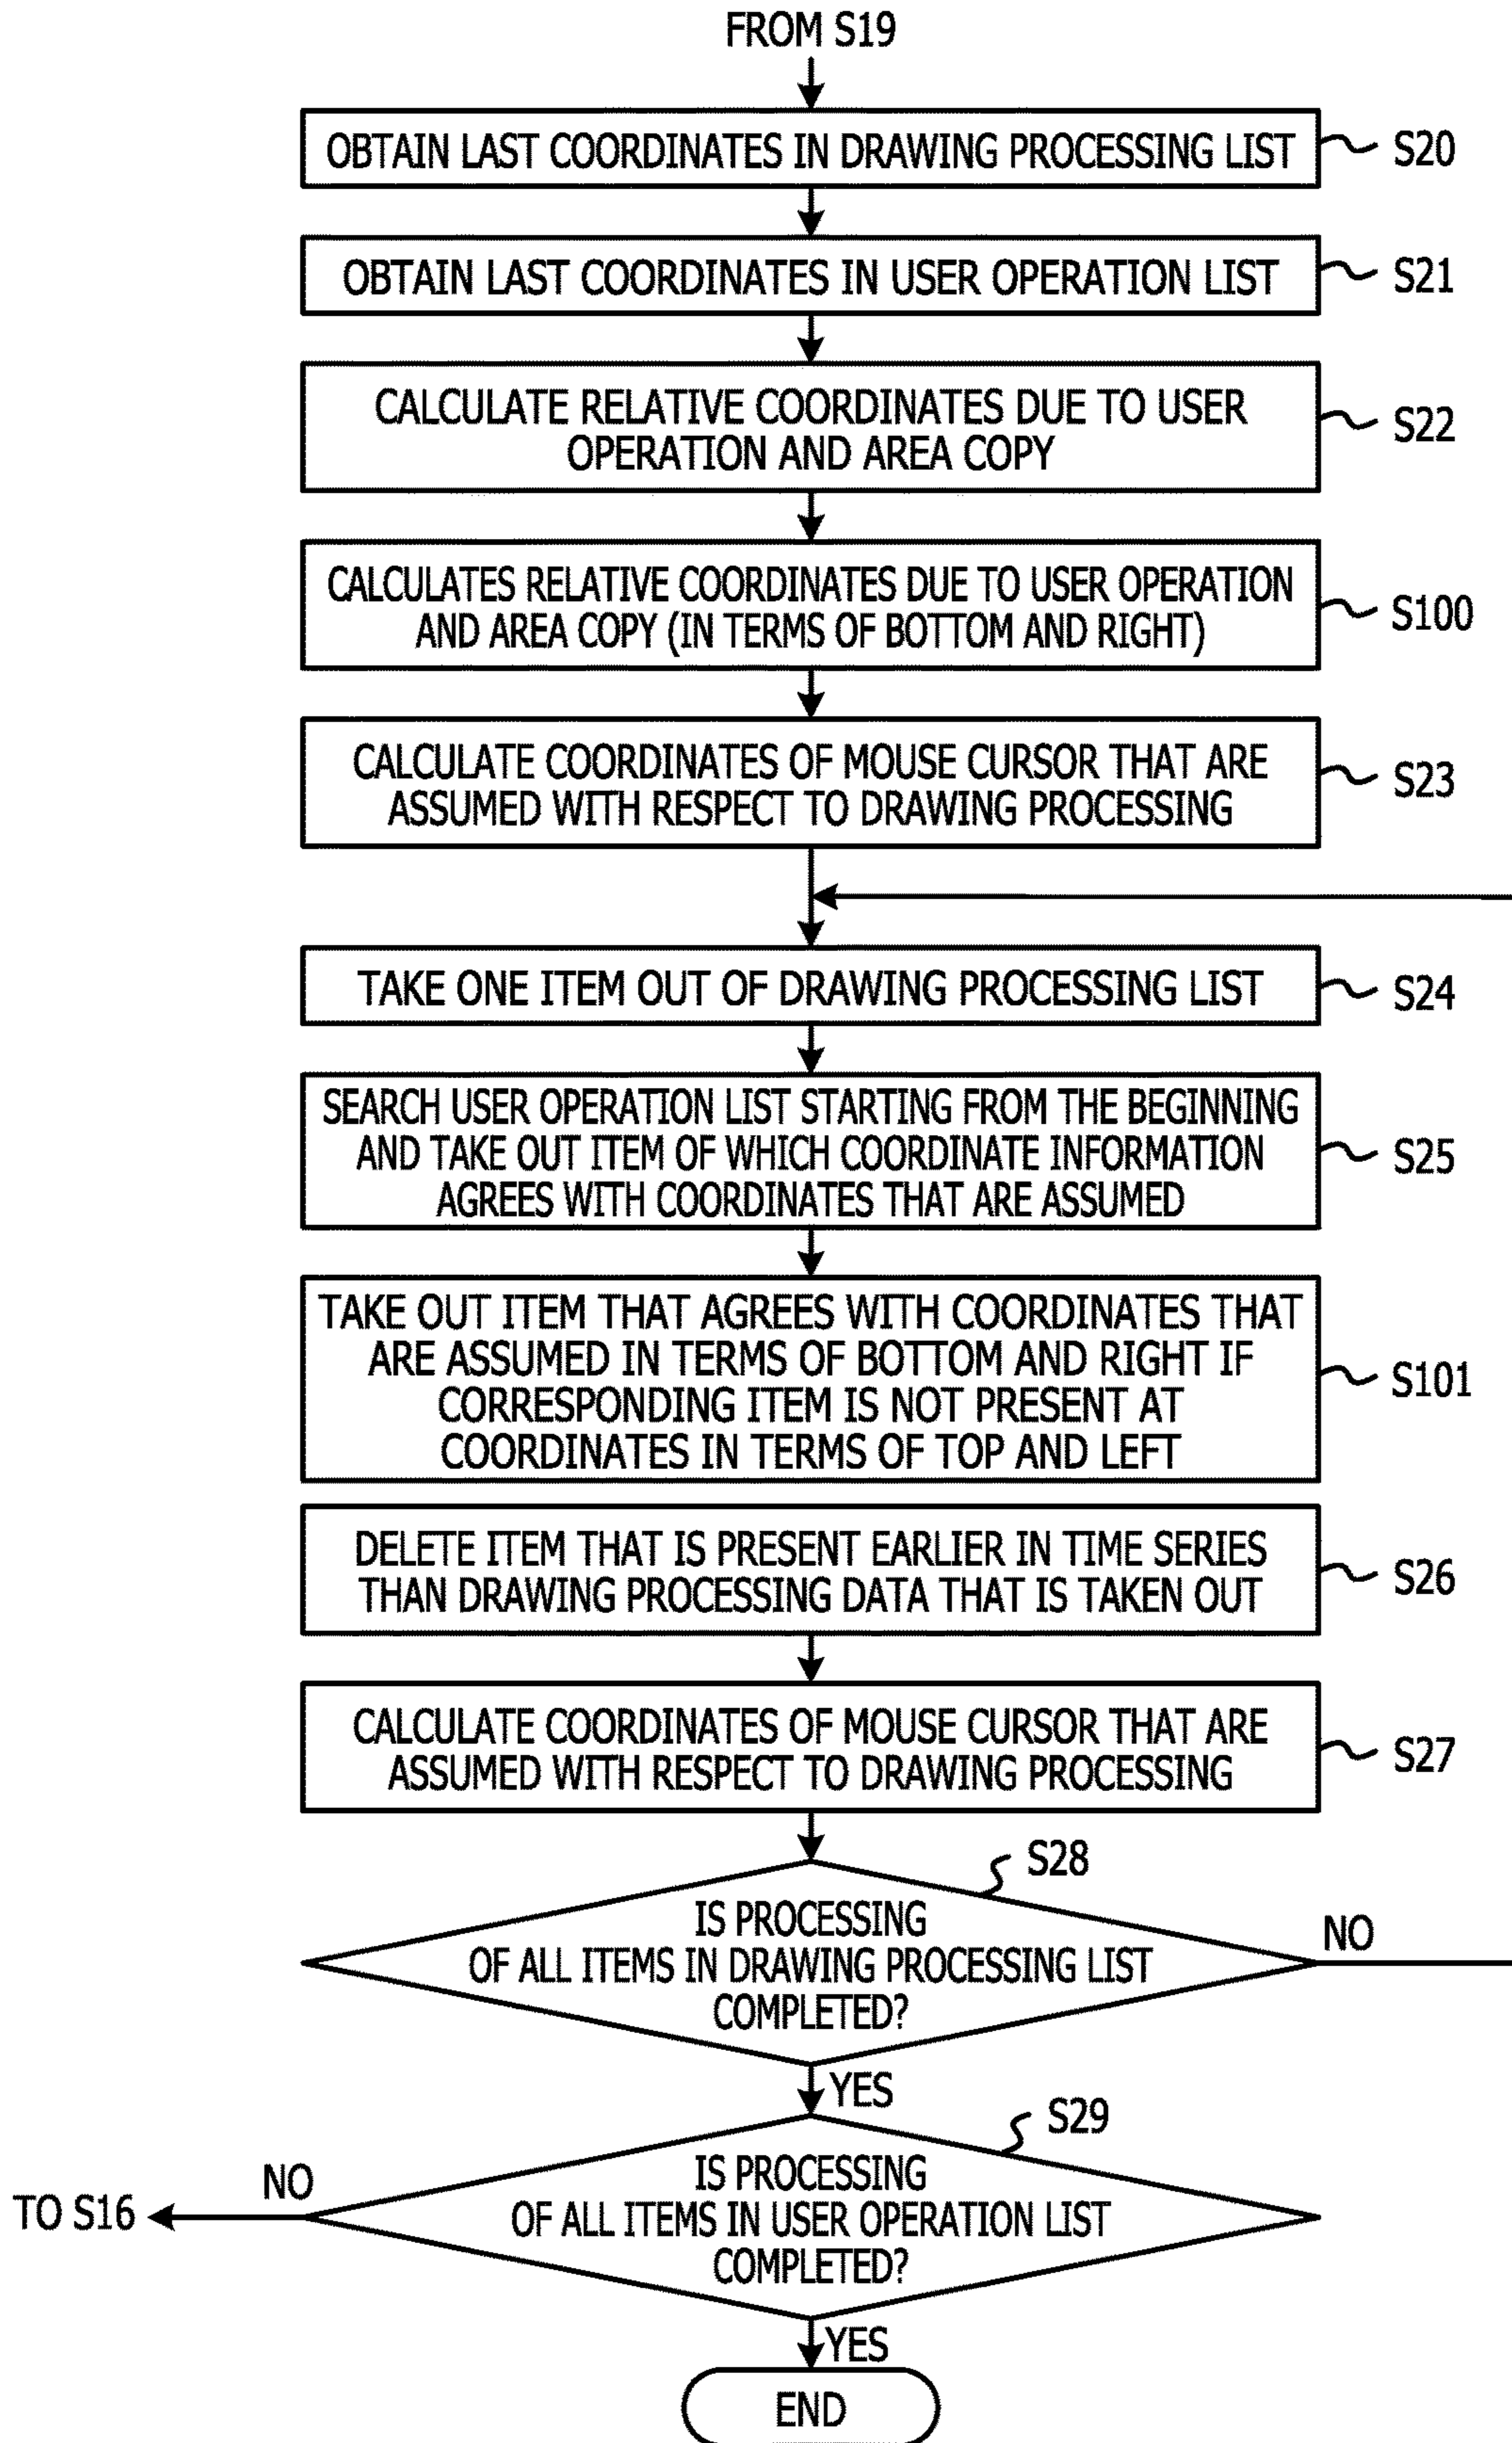 FROM S19
OBTAIN LAST COORDINATES IN DRAWING PROCESSING LIST
S20
OBTAIN LAST COORDINATES IN USER OPERATION LIST
S21
CALCULATE RELATIVE COORDINATES DUE TO USER
OPERATION AND AREA COPY
S22
CALCULATES RELATIVE COORDINATES DUE TO USER OPERATION
AND AREA COPY (IN TERMS OF BOTTOM AND RIGHT)
S100
CALCULATE COORDINATES OF MOUSE CURSOR THAT ARE
ASSUMED WITH RESPECT TO DRAWING PROCESSING
S23
TAKE ONE ITEM OUT OF DRAWING PROCESSING LIST
S24
SEARCH USER OPERATION LIST STARTING FROM THE BEGINNING
AND TAKE OUT ITEM OF WHICH COORDINATE INFORMATION
AGREES WITH COORDINATES THAT ARE ASSUMED
S25
TAKE OUT ITEM THAT AGREES WITH COORDINATES THAT
ARE ASSUMED IN TERMS OF BOTTOM AND RIGHT IF
CORRESPONDING ITEM IS NOT PRESENT AT
COORDINATES IN TERMS OF TOP AND LEFT
S101
DELETE ITEM THAT IS PRESENT EARLIER IN TIME SERIES
THAN DRAWING PROCESSING DATA THAT IS TAKEN OUT
S26
CALCULATE COORDINATES OF MOUSE CURSOR THAT ARE
ASSUMED WITH RESPECT TO DRAWING PROCESSING
S27
S28
IS PROCESSING
OF ALL ITEMS IN DRAWING PROCESSING LIST
COMPLETED?
NO
YES
S29
IS PROCESSING
OF ALL ITEMS IN USER OPERATION LIST
COMPLETED?
NO
TO S16
YES
END